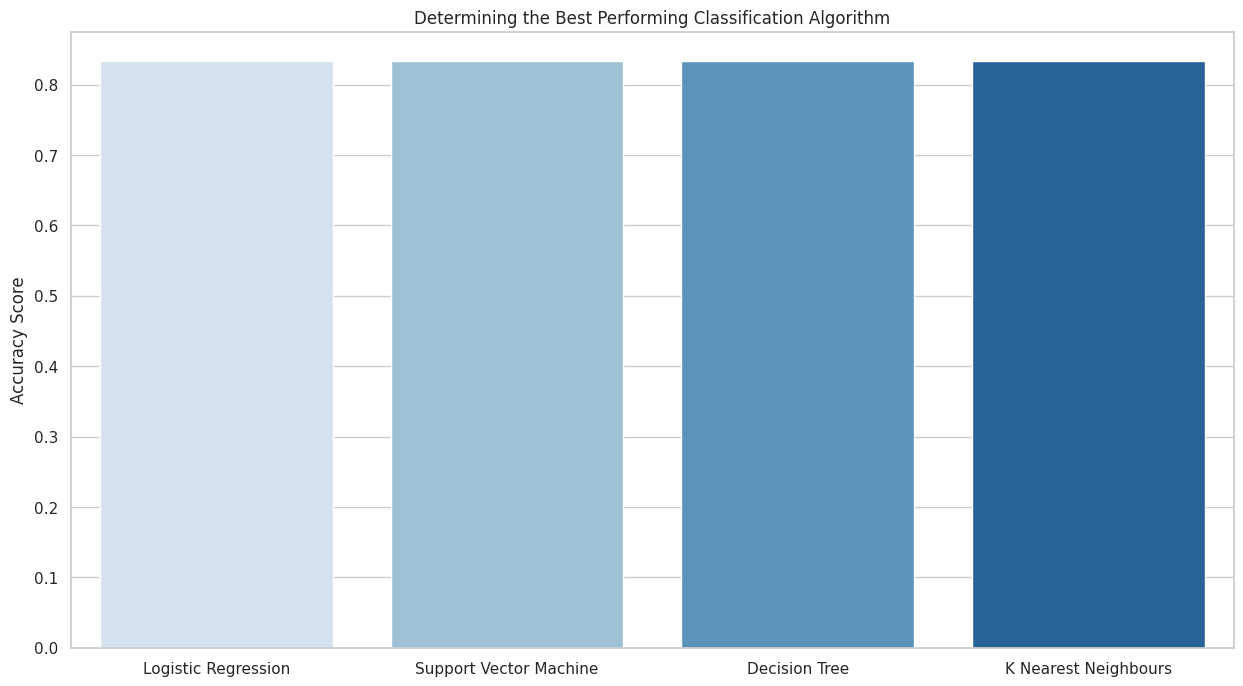 Determining the Best Performing Classification Algorithm
Accuracy Score
0.8
0.7
0.6
0.5
0.4
0.3
0.2
0.1
0.0
Logistic Regression
Support Vector Machine
Decision Tree
K Nearest Neighbours